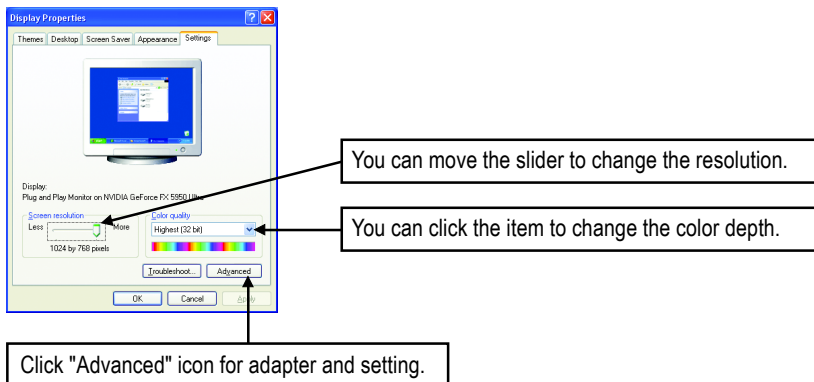 Display Properties
Themes Desktop Screen Saver Appearance Settings
You can move the slider to change the resolution.
Display:
Plug and Play Monitor on NVIDIA GeForce FX 5950 Ultra
Screen resolution
Less More
1024 by 768 pixels
Color quality
Highest (32 bit)
You can click the item to change the color depth.
Troubleshoot... Advanced
OK Cancel Apply
Click "Advanced" icon for adapter and setting.